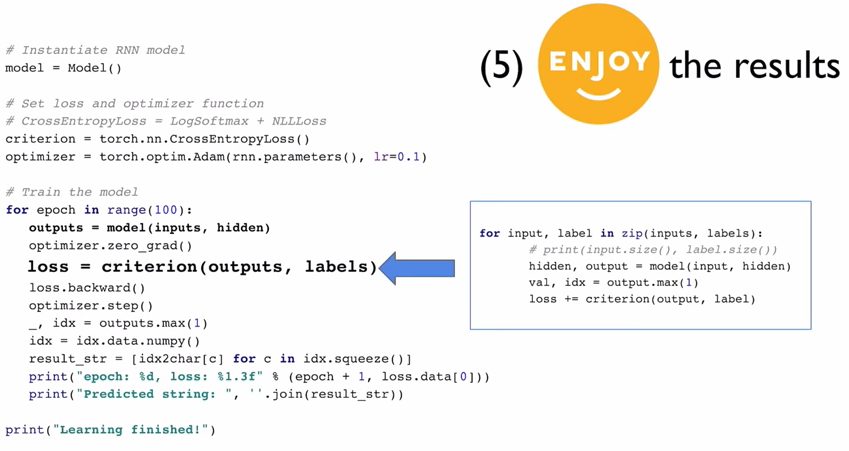 (5) ENJOY the results
# Instantiate RNN model
model = Model()
# Set loss and optimizer function
# CrossEntropyLoss = LogSoftmax + NLLLoss
criterion = torch.nn.CrossEntropyLoss()
optimizer = torch.optim.Adam(rnn.parameters(), lr=0.1)
# Train the model
for epoch in range(100):
    outputs = model(inputs, hidden)
    optimizer.zero_grad()
    loss = criterion(outputs, labels)
    loss.backward()
    optimizer.step()
    _, idx = outputs.max(1)
    idx = idx.data.numpy()
    result_str = [idx2char[c] for c in idx.squeeze()]
    print("epoch: %d, loss: %1.3f" % (epoch + 1, loss.data[0]))
    print("Predicted string: ", ''.join(result_str))
print("Learning finished!")
for input, label in zip(inputs, labels):
    # print(input.size(), label.size())
    hidden, output = model(input, hidden)
    val, idx = output.max(1)
    loss += criterion(output, label)